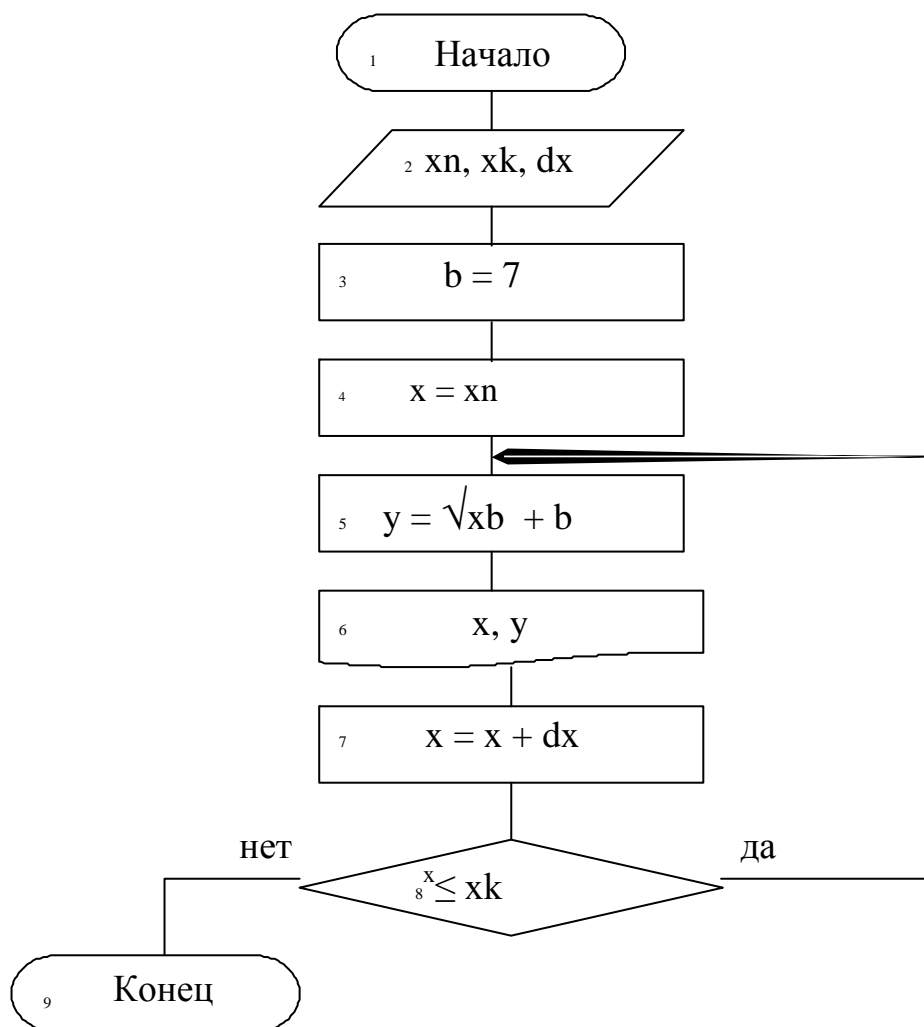 1 Начало
2 xn, xk, dx
3 b = 7
4 x = xn
5 y = √xb + b
6 x, y
7 x = x + dx
нет да
8 x ≤ xk
9 Конец